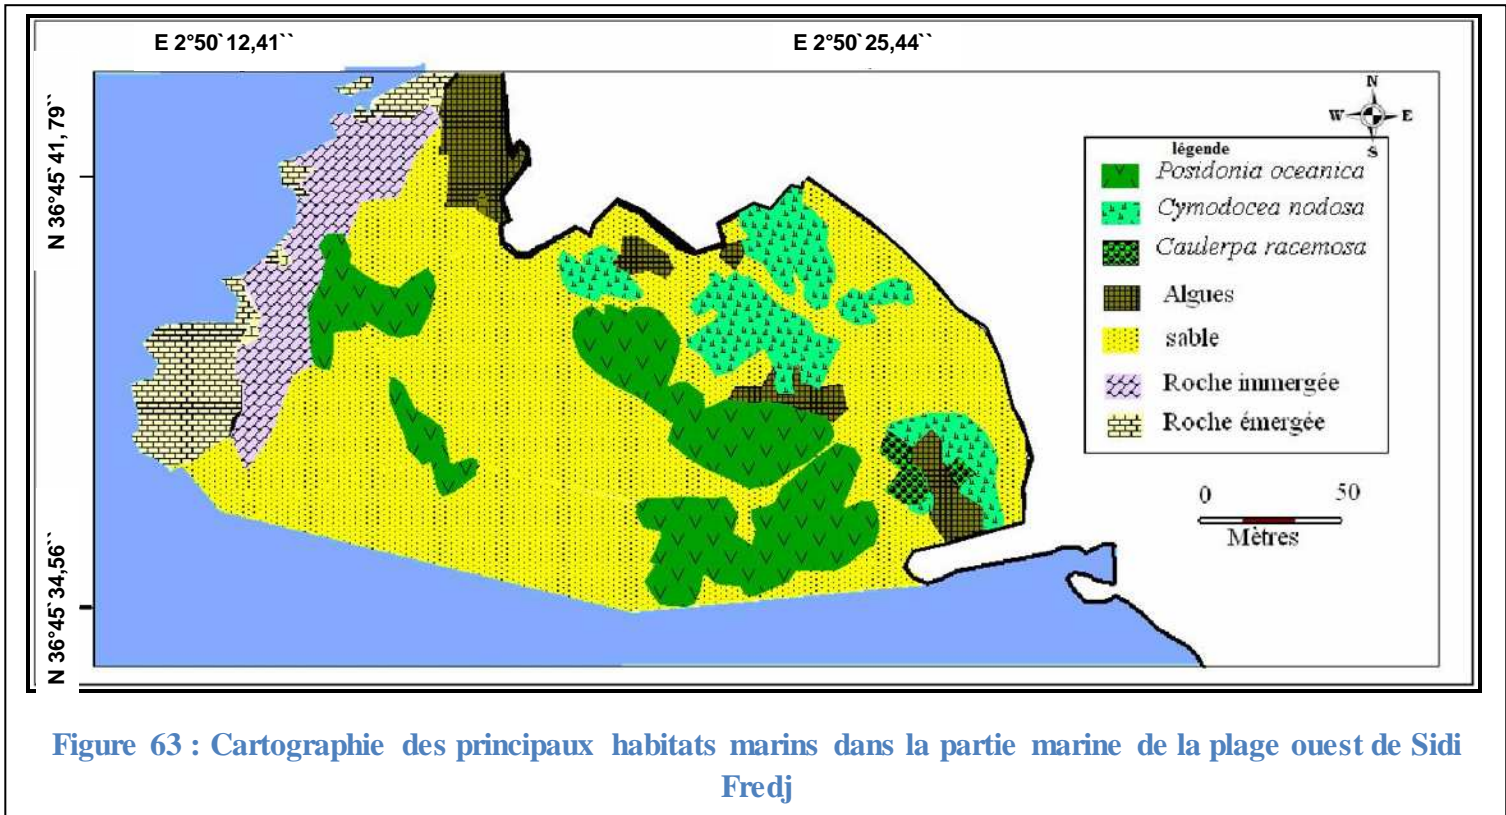 E 2°50`12,41``
E 2°50`25,44``
N 36°45`41, 79``
N 36°45`34,56``
N
W
E
S
légende
Posidonia oceanica
Cymodocea nodosa
Caulerpa racemosa
Algues
sable
Roche immergée
Roche émergée
0 50
Mètres
Figure 63 : Cartographie des principaux habitats marins dans la partie marine de la plage ouest de Sidi
Fredj